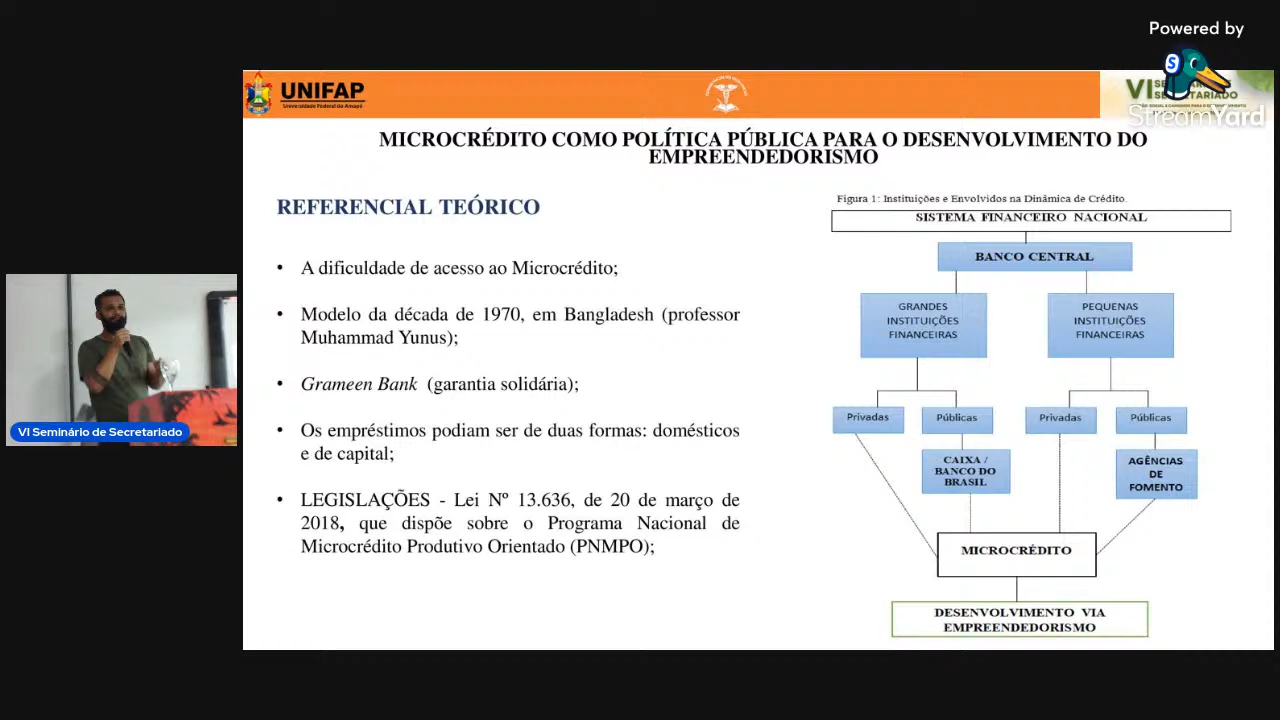 Powered by
StreamYard
UNIFAP
Universidade Federal do Amapá
VI
MICROCRÉDITO COMO POLÍTICA PÚBLICA PARA O DESENVOLVIMENTO DO
EMPREENDEDORISMO
REFERENCIAL TEÓRICO
• A dificuldade de acesso ao Microcrédito;
• Modelo da década de 1970, em Bangladesh (professor
Muhammad Yunus);
• Grameen Bank (garantia solidária);
• Os empréstimos podiam ser de duas formas: domésticos
e de capital;
• LEGISLAÇÕES - Lei Nº 13.636, de 20 de março de
2018, que dispõe sobre o Programa Nacional de
Microcrédito Produtivo Orientado (PNMPO);
Figura 1: Instituições e Envolvidos na Dinâmica de Crédito.
SISTEMA FINANCEIRO NACIONAL
BANCO CENTRAL
GRANDES
INSTITUIÇÕES
FINANCEIRAS
PEQUENAS
INSTITUIÇÕES
FINANCEIRAS
Privadas
Públicas
Privadas
Públicas
CAIXA /
BANCO DO
BRASIL
AGÊNCIAS
DE
FOMENTO
MICROCRÉDITO
DESENVOLVIMENTO VIA
EMPREENDEDORISMO
VI Seminário de Secretariado